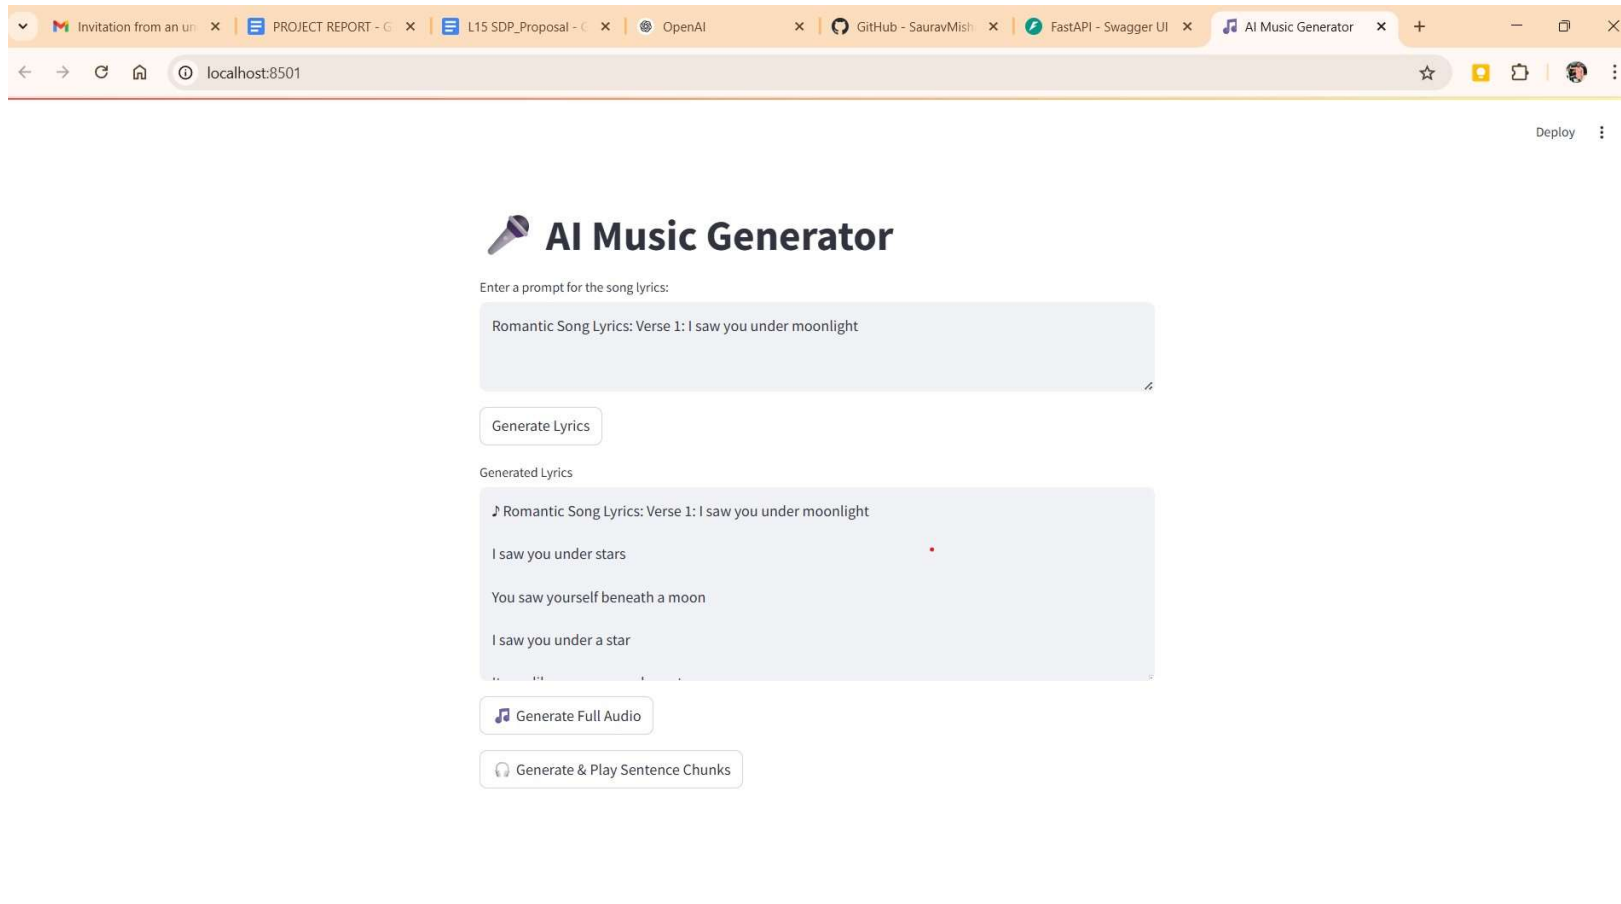 Invitation from an un
PROJECT REPORT - G
L15 SDP_Proposal - G
OpenAI
GitHub - SauravMish
FastAPI - Swagger UI
AI Music Generator
localhost:8501
Deploy
AI Music Generator
Enter a prompt for the song lyrics:
Romantic Song Lyrics: Verse 1: I saw you under moonlight
Generate Lyrics
Generated Lyrics
♪ Romantic Song Lyrics: Verse 1: I saw you under moonlight
I saw you under stars
You saw yourself beneath a moon
I saw you under a star
Generate Full Audio
Generate & Play Sentence Chunks